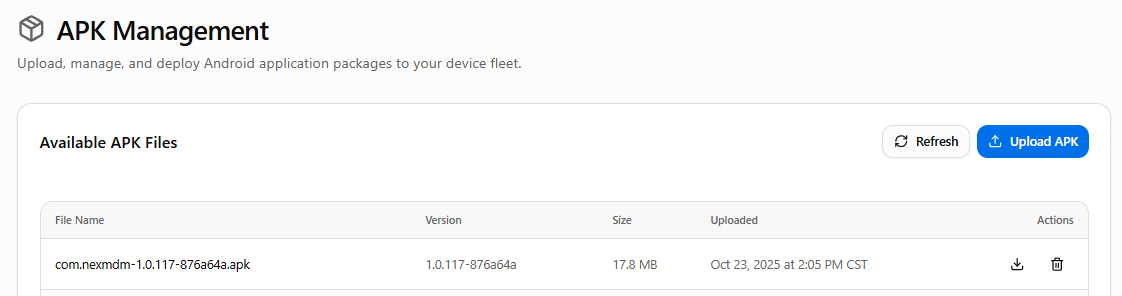 APK Management
Upload, manage, and deploy Android application packages to your device fleet.
Available APK Files
Refresh
Upload APK
File Name Version Size Uploaded Actions
com.nexmdm-1.0.117-876a64a.apk 1.0.117-876a64a 17.8 MB Oct 23, 2025 at 2:05 PM CST